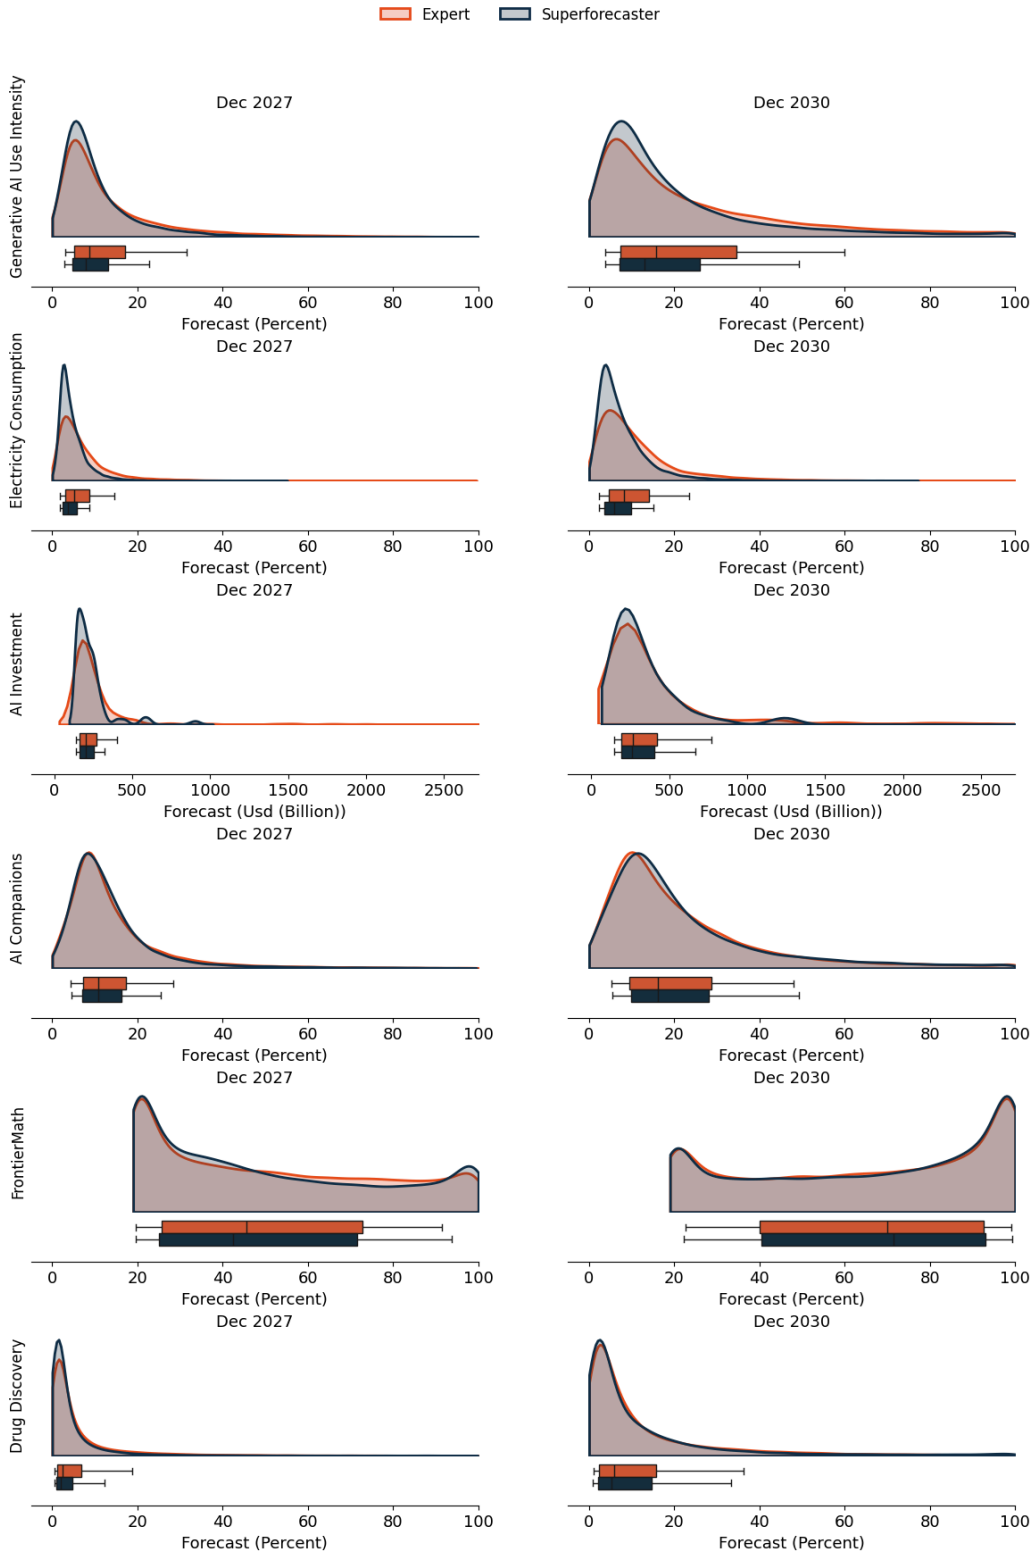 Expert Superforecaster
Generative AI Use Intensity
Dec 2027 Dec 2030
0 20 40 60 80 100 0 20 40 60 80 100
Forecast (Percent) Forecast (Percent)
Electricity Consumption
Dec 2027 Dec 2030
0 20 40 60 80 100 0 20 40 60 80 100
Forecast (Percent) Forecast (Percent)
AI Investment
Dec 2027 Dec 2030
0 500 1000 1500 2000 2500 0 500 1000 1500 2000 2500
Forecast (Usd (Billion)) Forecast (Usd (Billion))
AI Companions
Dec 2027 Dec 2030
0 20 40 60 80 100 0 20 40 60 80 100
Forecast (Percent) Forecast (Percent)
FrontierMath
Dec 2027 Dec 2030
0 20 40 60 80 100 0 20 40 60 80 100
Forecast (Percent) Forecast (Percent)
Drug Discovery
Dec 2027 Dec 2030
0 20 40 60 80 100 0 20 40 60 80 100
Forecast (Percent) Forecast (Percent)